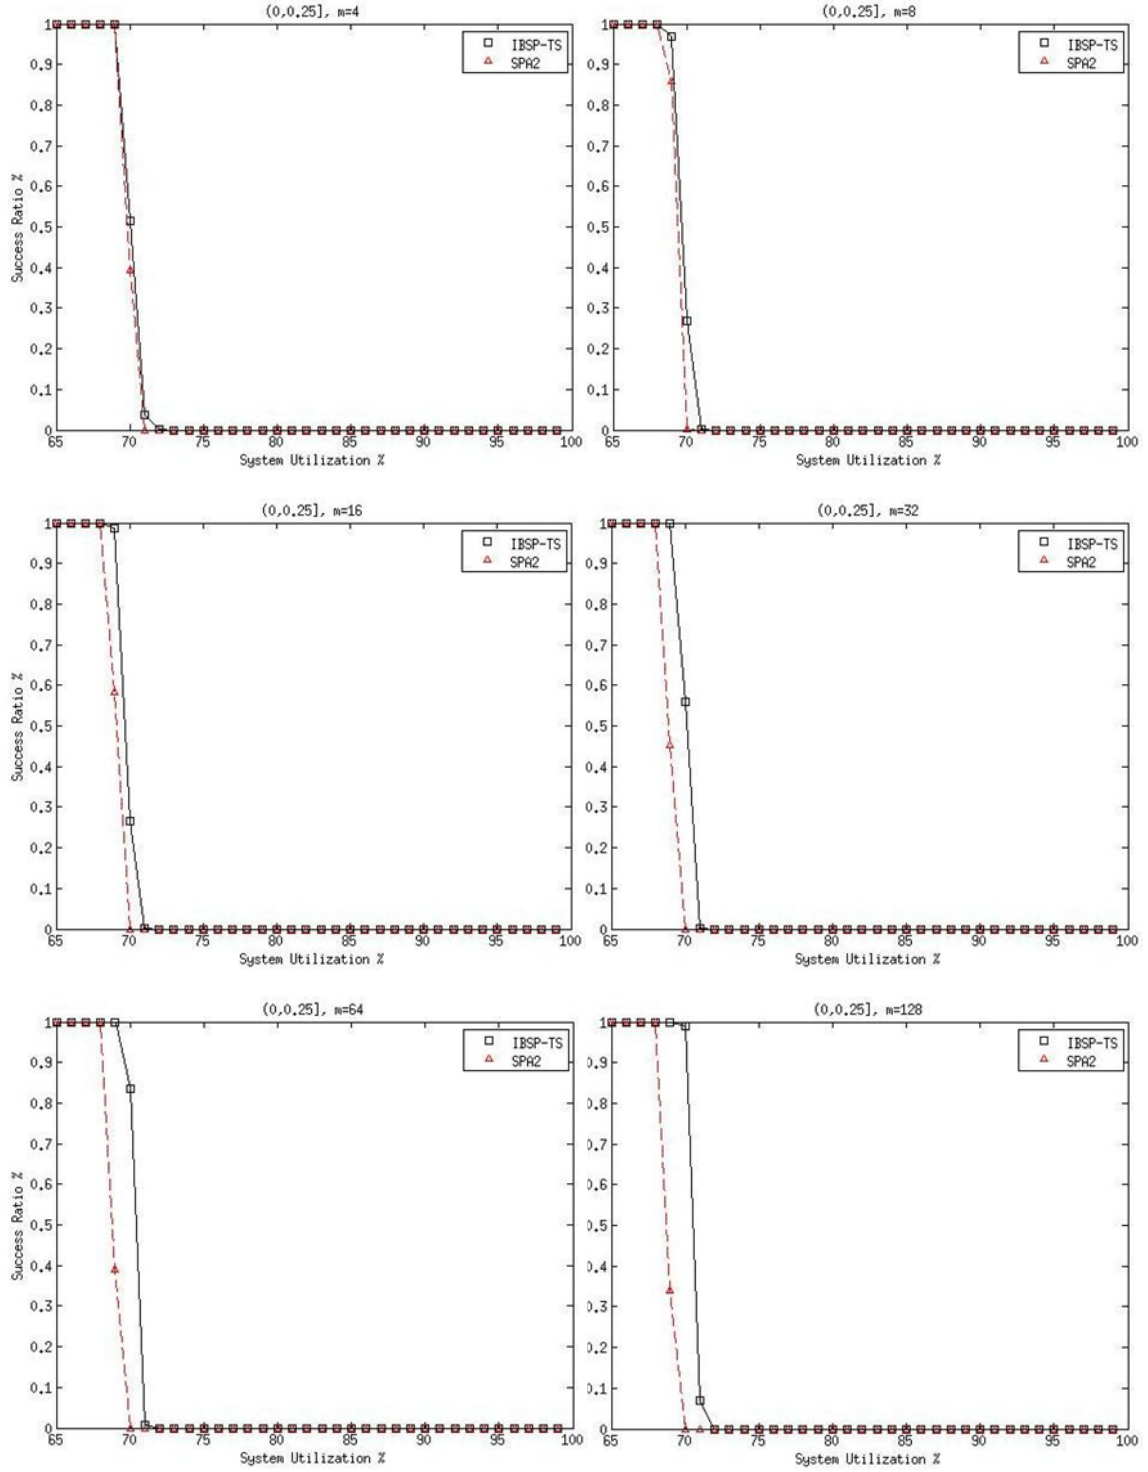 (0,0.25], m=4
1
0.9
0.8
0.7
0.6
0.5
0.4
0.3
0.2
0.1
0
Success Ratio %
IBSP-TS
SPA2
65 70 75 80 85 90 95 100
System Utilization %
(0,0.25], m=8
1
0.9
0.8
0.7
0.6
0.5
0.4
0.3
0.2
0.1
0
IBSP-TS
SPA2
65 70 75 80 85 90 95 100
System Utilization %
(0,0.25], m=16
1
0.9
0.8
0.7
0.6
0.5
0.4
0.3
0.2
0.1
0
Success Ratio %
IBSP-TS
SPA2
65 70 75 80 85 90 95 100
System Utilization %
(0,0.25], m=32
1
0.9
0.8
0.7
0.6
0.5
0.4
0.3
0.2
0.1
0
IBSP-TS
SPA2
65 70 75 80 85 90 95 100
System Utilization %
(0,0.25], m=64
1
0.9
0.8
0.7
0.6
0.5
0.4
0.3
0.2
0.1
0
Success Ratio %
IBSP-TS
SPA2
65 70 75 80 85 90 95 100
System Utilization %
(0,0.25], m=128
1
0.9
0.8
0.7
0.6
0.5
0.4
0.3
0.2
0.1
0
IBSP-TS
SPA2
65 70 75 80 85 90 95 100
System Utilization %